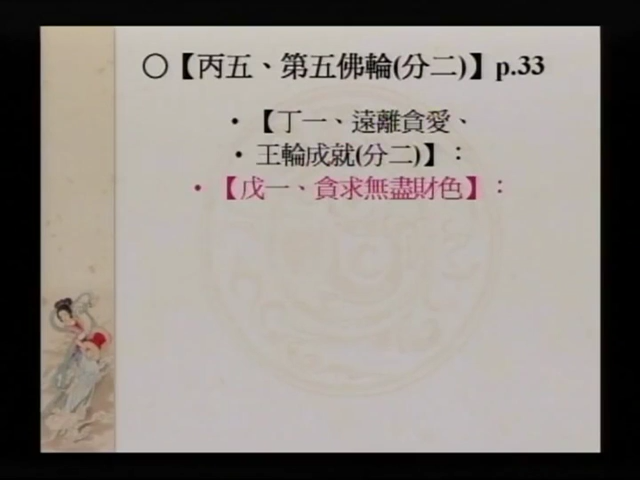 〇【丙五、第五佛輪(分二)】p.33
•【丁一、遠離貪愛、
• 王輪成就(分二)】：
•【戊一、貪求無盡財色】：